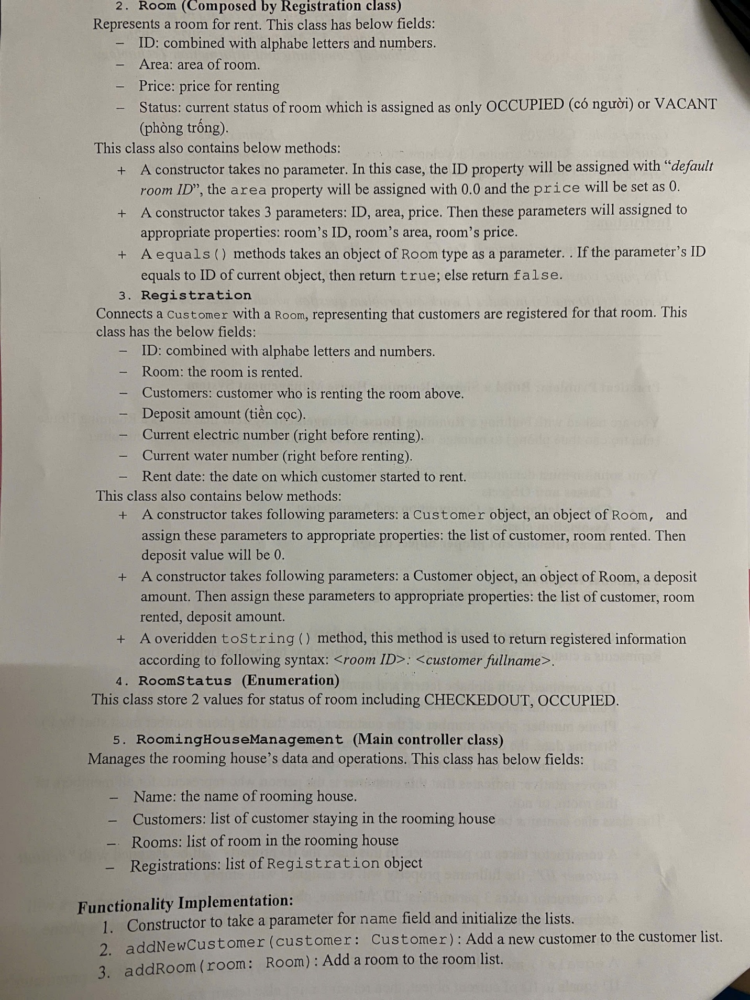 2. Room (Composed by Registration class)
Represents a room for rent. This class has below fields:
– ID: combined with alphabe letters and numbers.
– Area: area of room.
– Price: price for renting
– Status: current status of room which is assigned as only OCCUPIED (có người) or VACANT
(phòng trống).
This class also contains below methods:
+ A constructor takes no parameter. In this case, the ID property will be assigned with “default
room ID”, the area property will be assigned with 0.0 and the price will be set as 0.
+ A constructor takes 3 parameters: ID, area, price. Then these parameters will assigned to
appropriate properties: room’s ID, room’s area, room’s price.
+ A equals() methods takes an object of Room type as a parameter. . If the parameter’s ID
equals to ID of current object, then return true; else return false.
3. Registration
Connects a Customer with a Room, representing that customers are registered for that room. This
class has the below fields:
– ID: combined with alphabe letters and numbers.
– Room: the room is rented.
– Customers: customer who is renting the room above.
– Deposit amount (tiền cọc).
– Current electric number (right before renting).
– Current water number (right before renting).
– Rent date: the date on which customer started to rent.
This class also contains below methods:
+ A constructor takes following parameters: a Customer object, an object of Room, and
assign these parameters to appropriate properties: the list of customer, room rented. Then
deposit value will be 0.
+ A constructor takes following parameters: a Customer object, an object of Room, a deposit
amount. Then assign these parameters to appropriate properties: the list of customer, room
rented, deposit amount.
+ A overidden toString() method, this method is used to return registered information
according to following syntax: <room ID>: <customer fullname>.
4. RoomStatus (Enumeration)
This class store 2 values for status of room including CHECKEDOUT, OCCUPIED.
5. RoomingHouseManagement (Main controller class)
Manages the rooming house’s data and operations. This class has below fields:
– Name: the name of rooming house.
– Customers: list of customer staying in the rooming house
– Rooms: list of room in the rooming house
– Registrations: list of Registration object
Functionality Implementation:
1. Constructor to take a parameter for name field and initialize the lists.
2. addNewCustomer(customer: Customer): Add a new customer to the customer list.
3. addRoom(room: Room): Add a room to the room list.